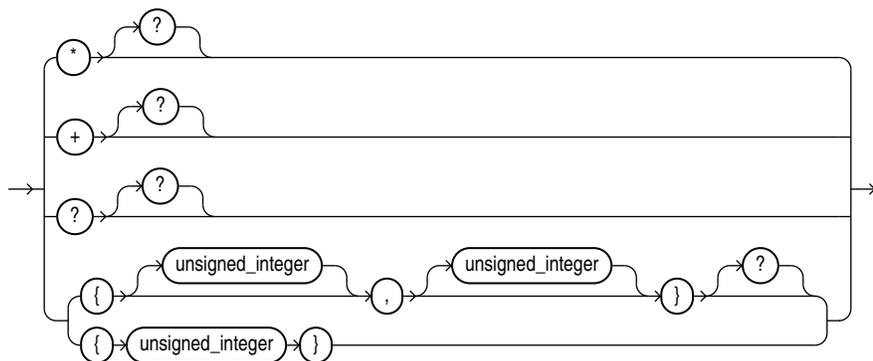 ?
*
?
+
?
?
unsigned_integer unsigned_integer ?
{ , }
{ unsigned_integer }